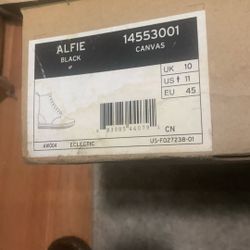 ALFIE 14553001
BLACK CANVAS
UK 10
US 11
EU 45
CN
ECLECTIC US-F027238-01